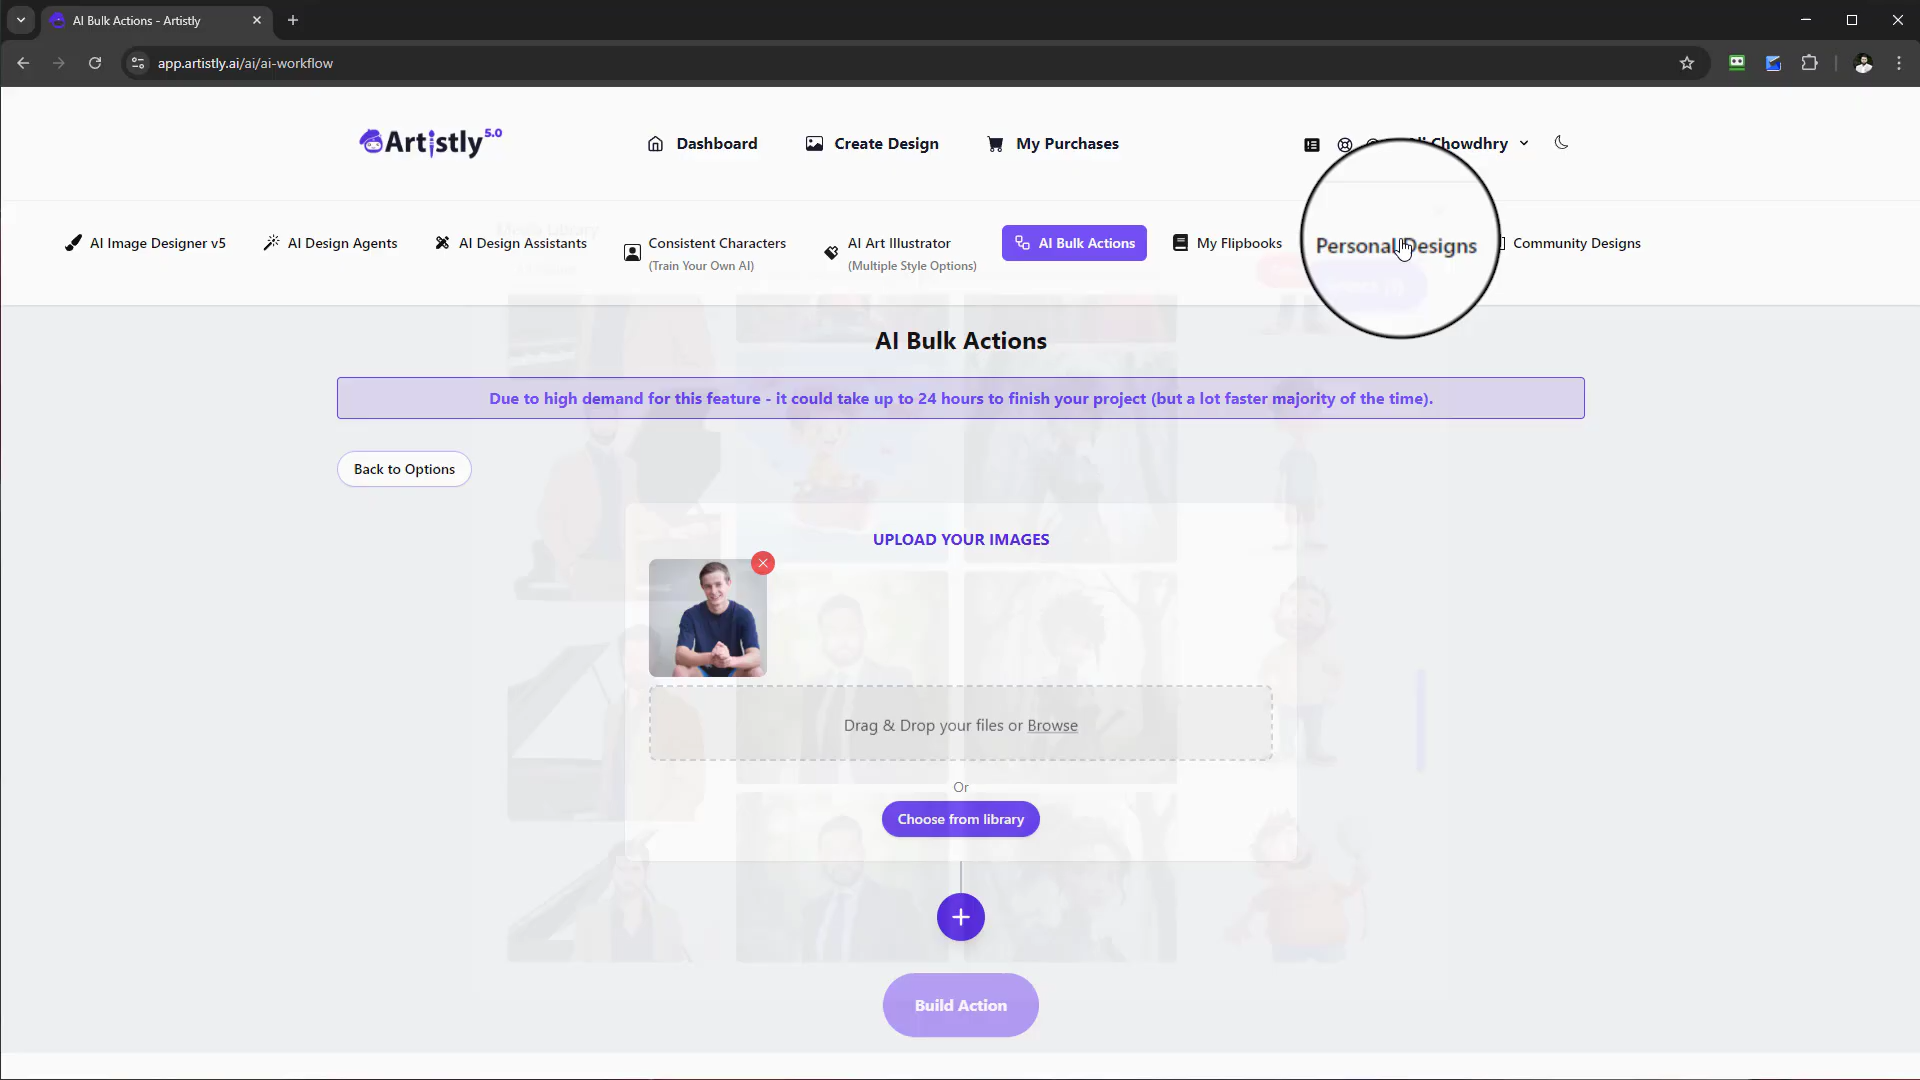 AI Bulk Actions - Artistly
app.artistly.ai/ai/ai-workflow
Artistly 5.0
Dashboard
Create Design
My Purchases
Chowdhry
AI Image Designer v5
AI Design Agents
AI Design Assistants
Consistent Characters
(Train Your Own AI)
AI Art Illustrator
(Multiple Style Options)
AI Bulk Actions
My Flipbooks
Personal Designs
Community Designs
AI Bulk Actions
Due to high demand for this feature - it could take up to 24 hours to finish your project (but a lot faster majority of the time).
Back to Options
UPLOAD YOUR IMAGES
Drag & Drop your files or Browse
Or
Choose from library
Build Action